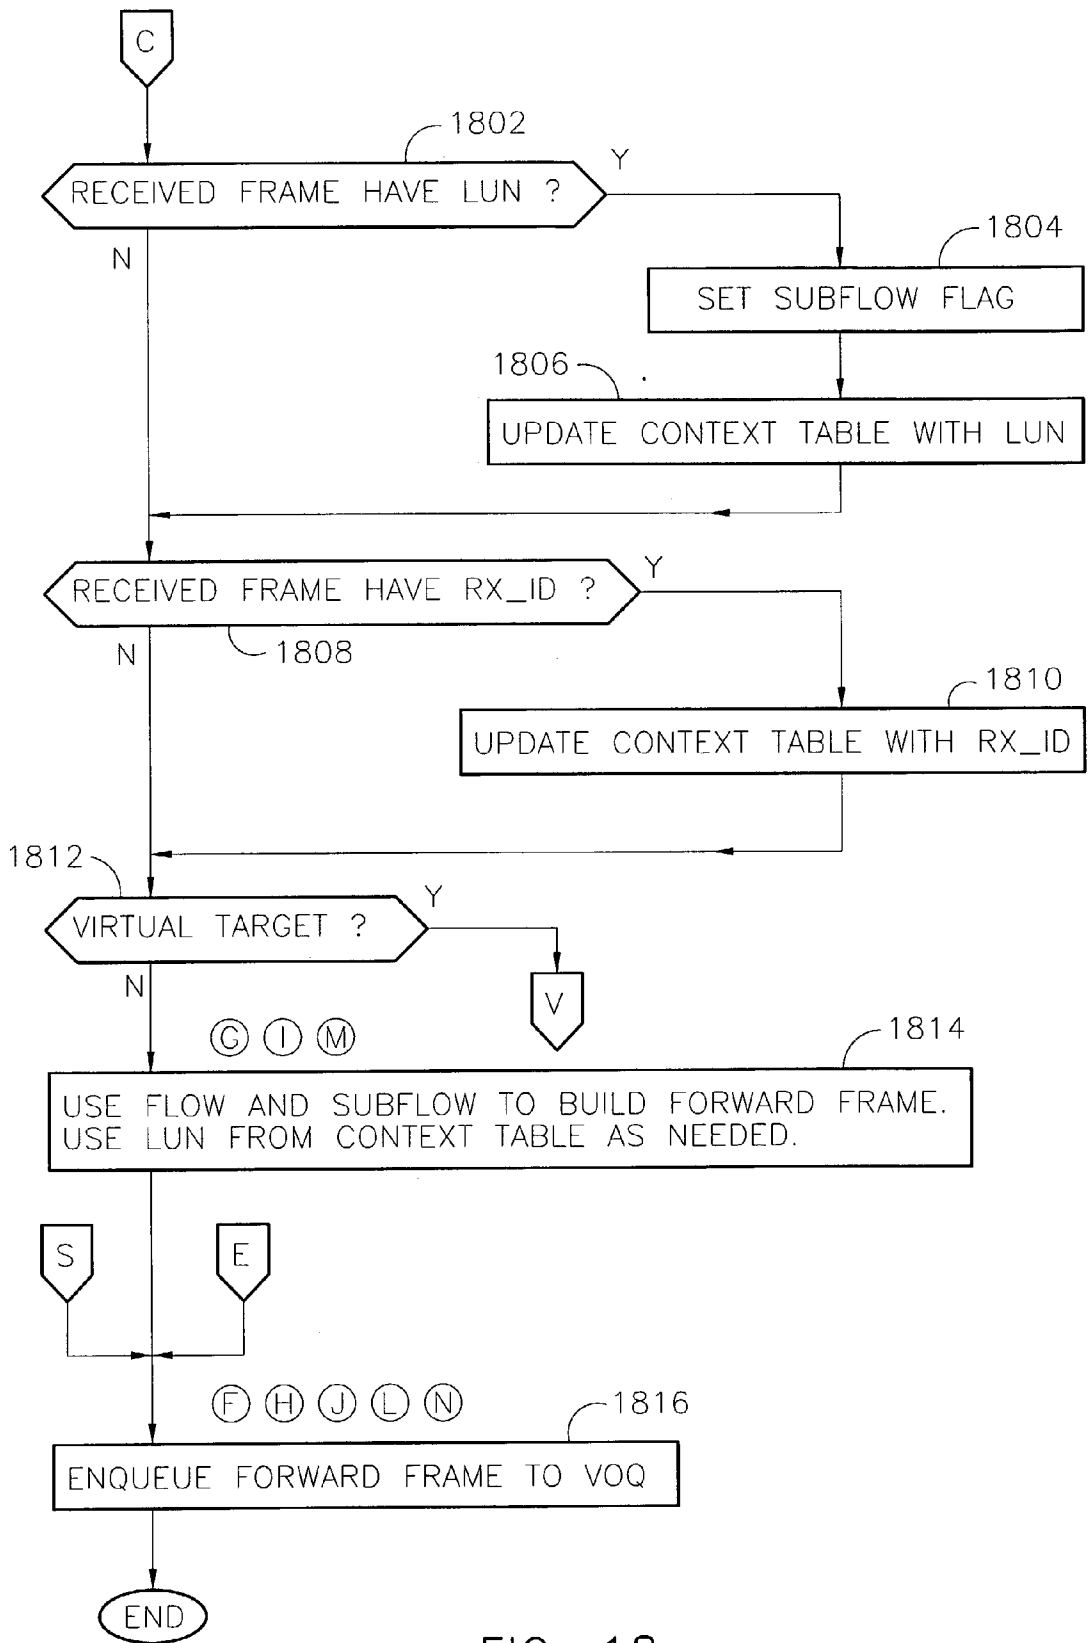 C
1802
RECEIVED FRAME HAVE LUN ?
Y
N
1804
SET SUBFLOW FLAG
1806
UPDATE CONTEXT TABLE WITH LUN
RECEIVED FRAME HAVE RX_ID ?
Y
N
1808
1810
UPDATE CONTEXT TABLE WITH RX_ID
1812
VIRTUAL TARGET ?
Y
N
V
G I M
1814
USE FLOW AND SUBFLOW TO BUILD FORWARD FRAME.
USE LUN FROM CONTEXT TABLE AS NEEDED.
S
E
F H J L N
1816
ENQUEUE FORWARD FRAME TO VOQ
END